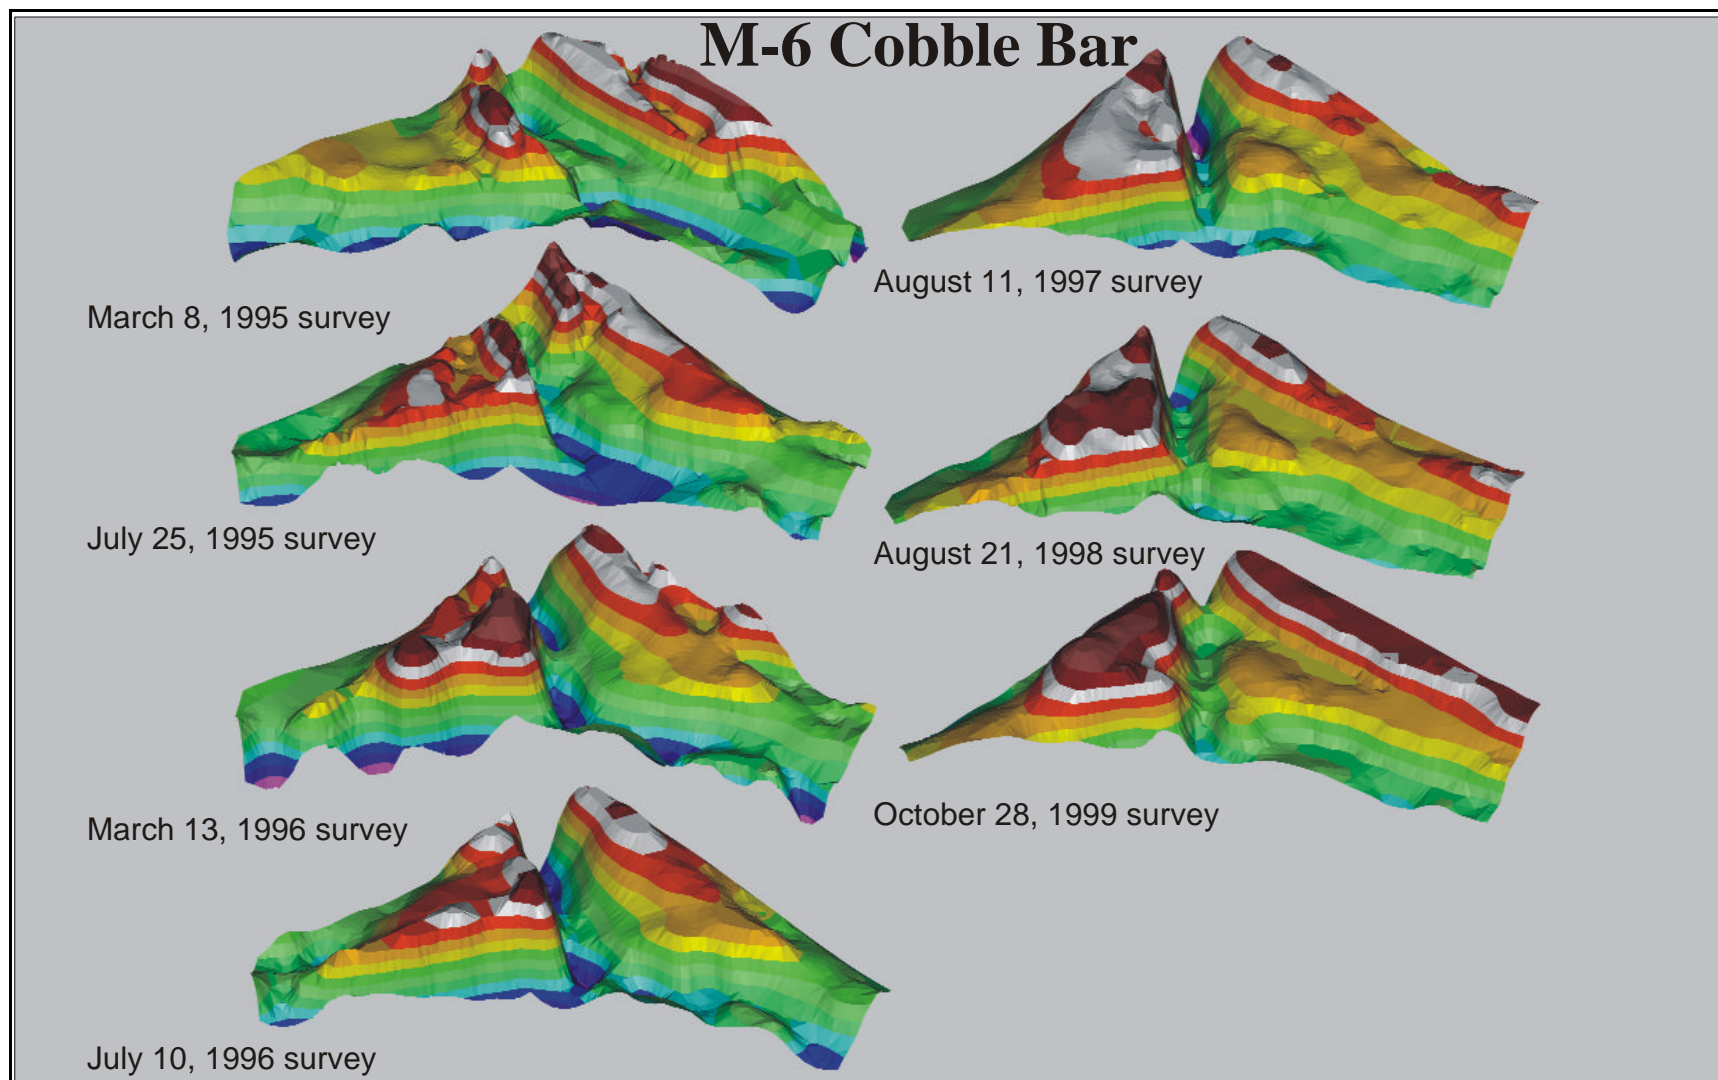 M-6 Cobble Bar
March 8, 1995 survey
July 25, 1995 survey
March 13, 1996 survey
July 10, 1996 survey
August 11, 1997 survey
August 21, 1998 survey
October 28, 1999 survey